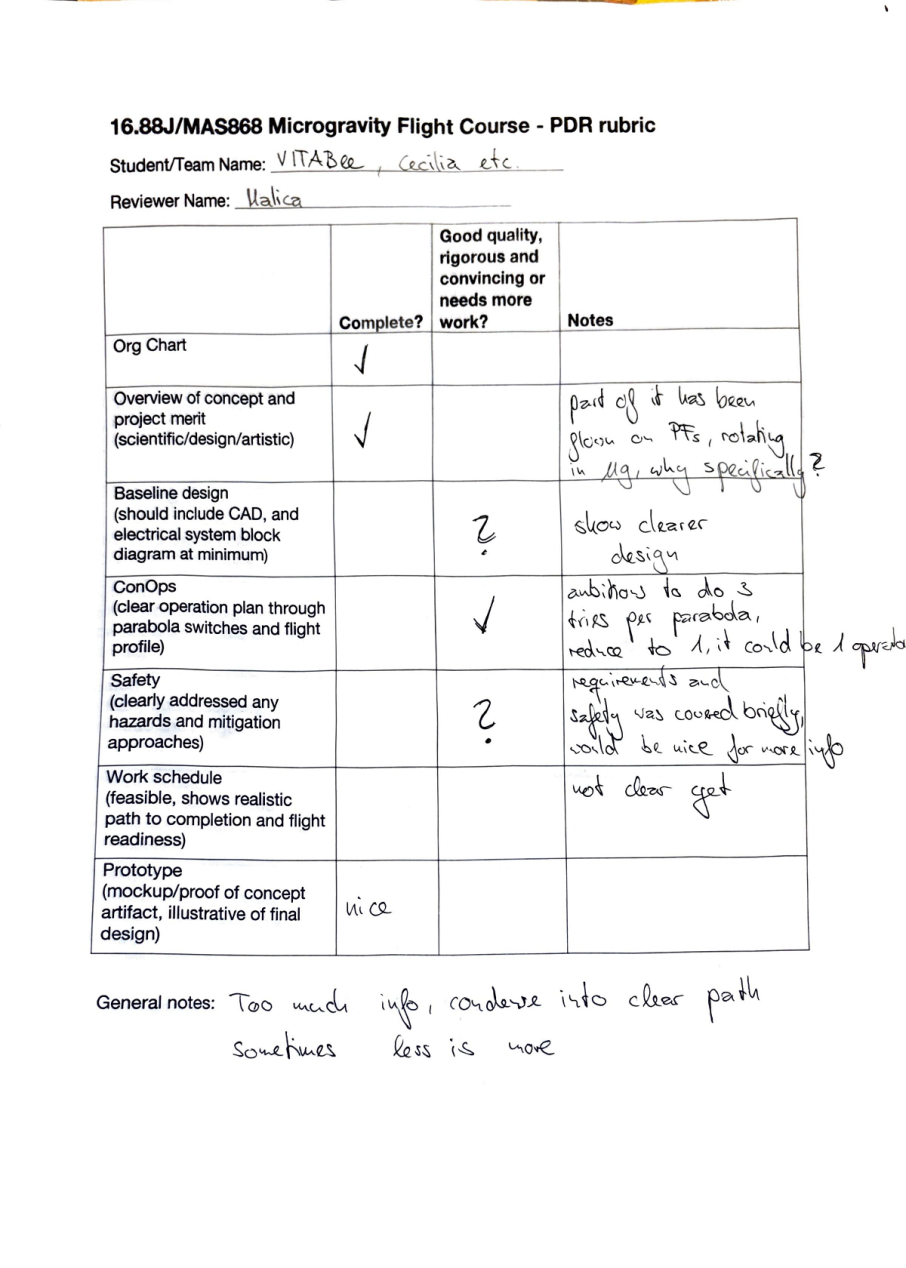 16.88J/MAS868 Microgravity Flight Course - PDR rubric
Student/Team Name: VITABee, Cecilia etc.
Reviewer Name: Malica
Complete?
Good quality,
rigorous and
convincing or
needs more
work?
Notes
Org Chart
✓
Overview of concept and
project merit
(scientific/design/artistic)
✓
part of it has been
flown on PFs, rotating
in μg, why specifically?
Baseline design
(should include CAD, and
electrical system block
diagram at minimum)
?
show clearer
design
ConOps
(clear operation plan through
parabola switches and flight
profile)
✓
ambitious to do 3
tries per parabola,
reduce to 1, it could be 1 operator
Safety
(clearly addressed any
hazards and mitigation
approaches)
?
requirements and
safety was covered briefly,
would be nice for more info
Work schedule
(feasible, shows realistic
path to completion and flight
readiness)
not clear yet
Prototype
(mockup/proof of concept
artifact, illustrative of final
design)
nice
General notes: Too much info, condense into clear path
sometimes less is more